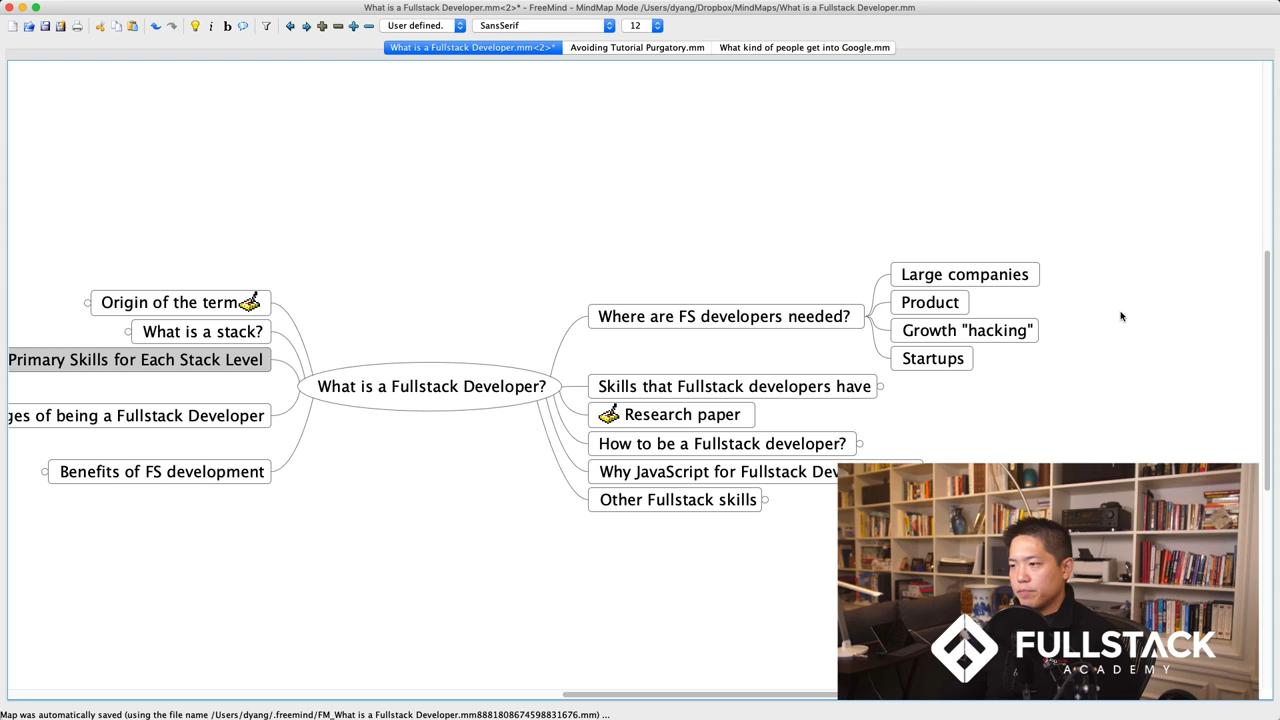 What is a Fullstack Developer.mm<2>* - FreeMind - MindMap Mode /Users/dyang/Dropbox/MindMaps/What is a Fullstack Developer.mm
User defined.
SansSerif
12
What is a Fullstack Developer.mm<2>*
Avoiding Tutorial Purgatory.mm
What kind of people get into Google.mm
Origin of the term
What is a stack?
Primary Skills for Each Stack Level
ges of being a Fullstack Developer
Benefits of FS development
What is a Fullstack Developer?
Where are FS developers needed?
Large companies
Product
Growth "hacking"
Startups
Skills that Fullstack developers have
Research paper
How to be a Fullstack developer?
Why JavaScript for Fullstack Dev
Other Fullstack skills
FULLSTACK
ACADEMY
Map was automatically saved (using the file name /Users/dyang/.freemind/FM_What is a Fullstack Developer.mm8881808674598831676.mm) ...